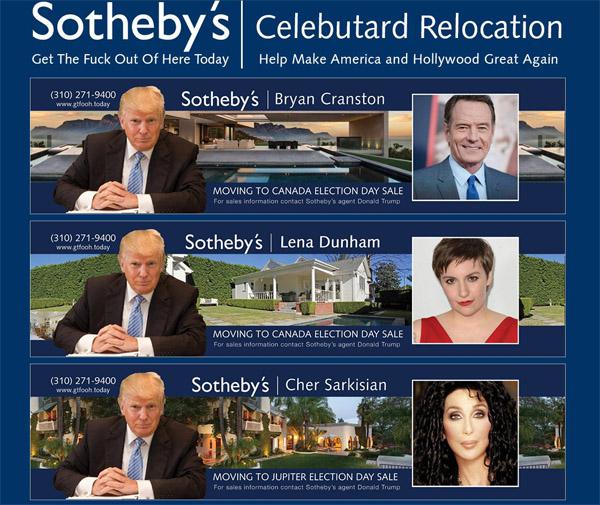 Sotheby's | Celebutard Relocation
Get The Fuck Out Of Here Today Help Make America and Hollywood Great Again
(310) 271-9400
www.gtfooh.today
Sotheby's | Bryan Cranston
MOVING TO CANADA ELECTION DAY SALE
For sales information contact Sotheby's agent Donald Trump
(310) 271-9400
www.gtfooh.today
Sotheby's | Lena Dunham
MOVING TO CANADA ELECTION DAY SALE
For sales information contact Sotheby's agent Donald Trump
(310) 271-9400
www.gtfooh.today
Sotheby's | Cher Sarkisian
MOVING TO JUPITER ELECTION DAY SALE
For sales information contact Sotheby's agent Donald Trump